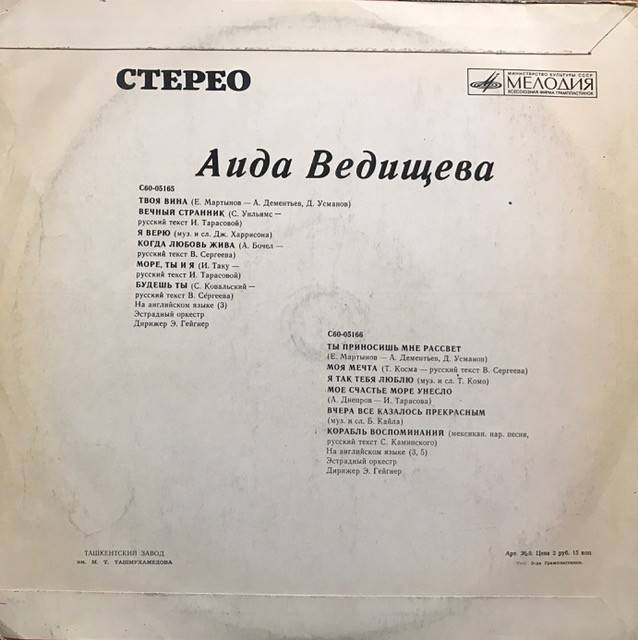 СТЕРЕО
МИНИСТЕРСТВО КУЛЬТУРЫ СССР
МЕЛОДИЯ
ВСЕСОЮЗНАЯ ФИРМА ГРАМПЛАСТИНОК
Аида Ведищева
С60-05165
ТВОЯ ВИНА (Е. Мартынов — А. Дементьев, Д. Усманов)
ВЕЧНЫЙ СТРАННИК (С. Уильямс —
русский текст И. Тарасовой)
Я ВЕРЮ (муз. и сл. Дж. Харрисона)
КОГДА ЛЮБОВЬ ЖИВА (А. Бочел —
русский текст В. Сергеева)
МОРЕ, ТЫ И Я (И. Таку —
русский текст И. Тарасовой)
БУДЕШЬ ТЫ (С. Ковальский —
русский текст В. Сергеева)
На английском языке (3)
Эстрадный оркестр
Дирижер Э. Гейгнер
С60-05166
ТЫ ПРИНОСИШЬ МНЕ РАССВЕТ
(Е. Мартынов — А. Дементьев, Д. Усманов)
МОЯ МЕЧТА (Т. Косма — русский текст В. Сергеева)
Я ТАК ТЕБЯ ЛЮБЛЮ (муз. и сл. Т. Комо)
МОЕ СЧАСТЬЕ МОРЕ УНЕСЛО
(А. Днепров — И. Тарасова)
ВЧЕРА ВСЕ КАЗАЛОСЬ ПРЕКРАСНЫМ
(муз. и сл. Б. Кайла)
КОРАБЛЬ ВОСПОМИНАНИЙ (мексикан. нар. песня,
русский текст С. Каминского)
На английском языке (3, 5)
Эстрадный оркестр
Дирижер Э. Гейгнер
ТАШКЕНТСКИЙ ЗАВОД
им. М. Т. ТАШМУХАМЕДОВА
Арт. Цена 2 руб. 15 коп
Грампластинок.